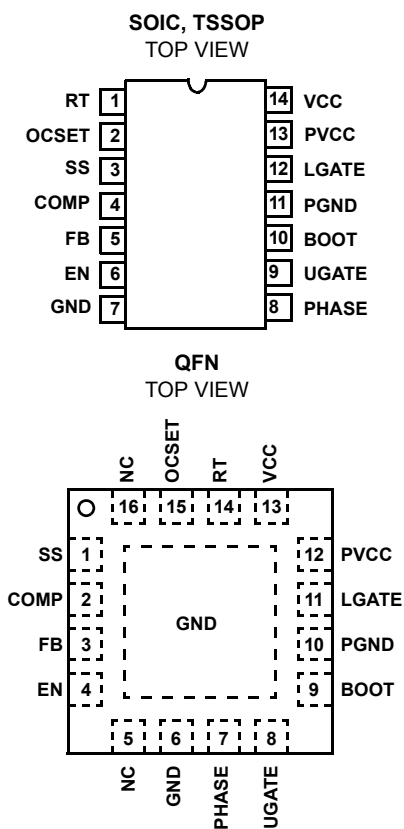 SOIC, TSSOP
TOP VIEW
RT 1 14 VCC
OCSET 2 13 PVCC
SS 3 12 LGATE
COMP 4 11 PGND
FB 5 10 BOOT
EN 6 9 UGATE
GND 7 8 PHASE
QFN
TOP VIEW
NC OCSET RT VCC
16 15 14 13
SS 1 12 PVCC
COMP 2 11 LGATE
GND
FB 3 10 PGND
EN 4 9 BOOT
5 6 7 8
NC GND PHASE UGATE